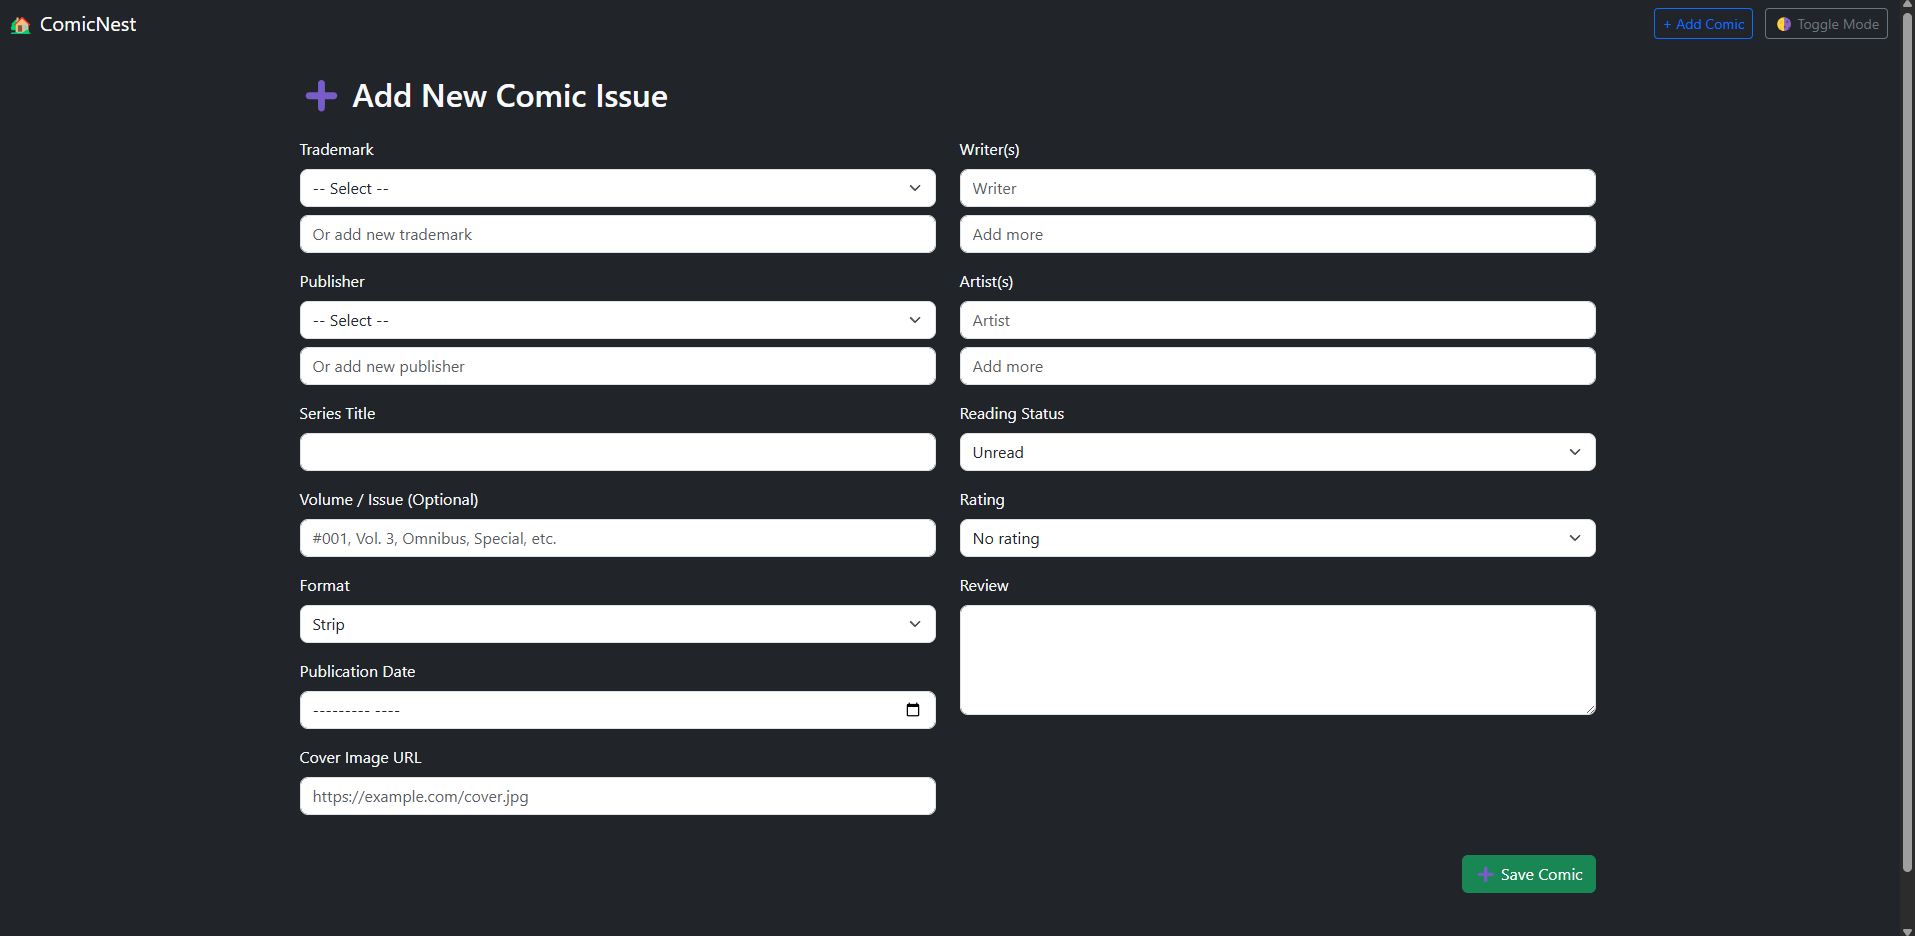 ComicNest
+ Add Comic
Toggle Mode
Add New Comic Issue
Trademark
-- Select --
Or add new trademark
Publisher
-- Select --
Or add new publisher
Series Title
Volume / Issue (Optional)
#001, Vol. 3, Omnibus, Special, etc.
Format
Strip
Publication Date
--------- ----
Cover Image URL
https://example.com/cover.jpg
Writer(s)
Writer
Add more
Artist(s)
Artist
Add more
Reading Status
Unread
Rating
No rating
Review
Save Comic